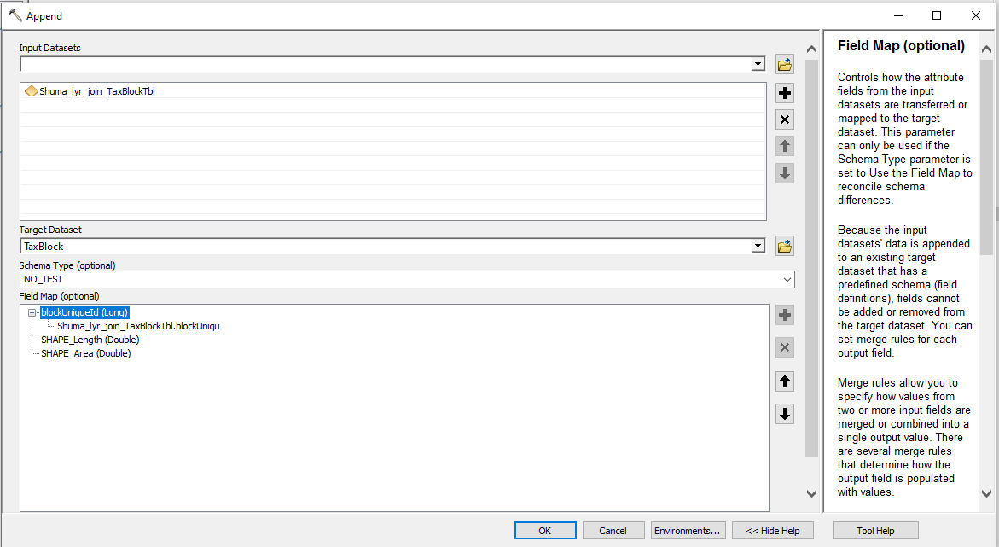 Append
Input Datasets
Shuma_lyr_join_TaxBlockTbl
Target Dataset
TaxBlock
Schema Type (optional)
NO_TEST
Field Map (optional)
blockUniqueId (Long)
Shuma_lyr_join_TaxBlockTbl.blockUniqu
SHAPE_Length (Double)
SHAPE_Area (Double)
OK
Cancel
Environments...
<< Hide Help
Tool Help
Field Map (optional)
Controls how the attribute
fields from the input
datasets are transferred or
mapped to the target
dataset. This parameter
can only be used if the
Schema Type parameter is
set to Use the Field Map to
reconcile schema
differences.
Because the input
datasets' data is appended
to an existing target
dataset that has a
predefined schema (field
definitions), fields cannot
be added or removed from
the target dataset. You can
set merge rules for each
output field.
Merge rules allow you to
specify how values from
two or more input fields are
merged or combined into a
single output value. There
are several merge rules
that determine how the
output field is populated
with values.